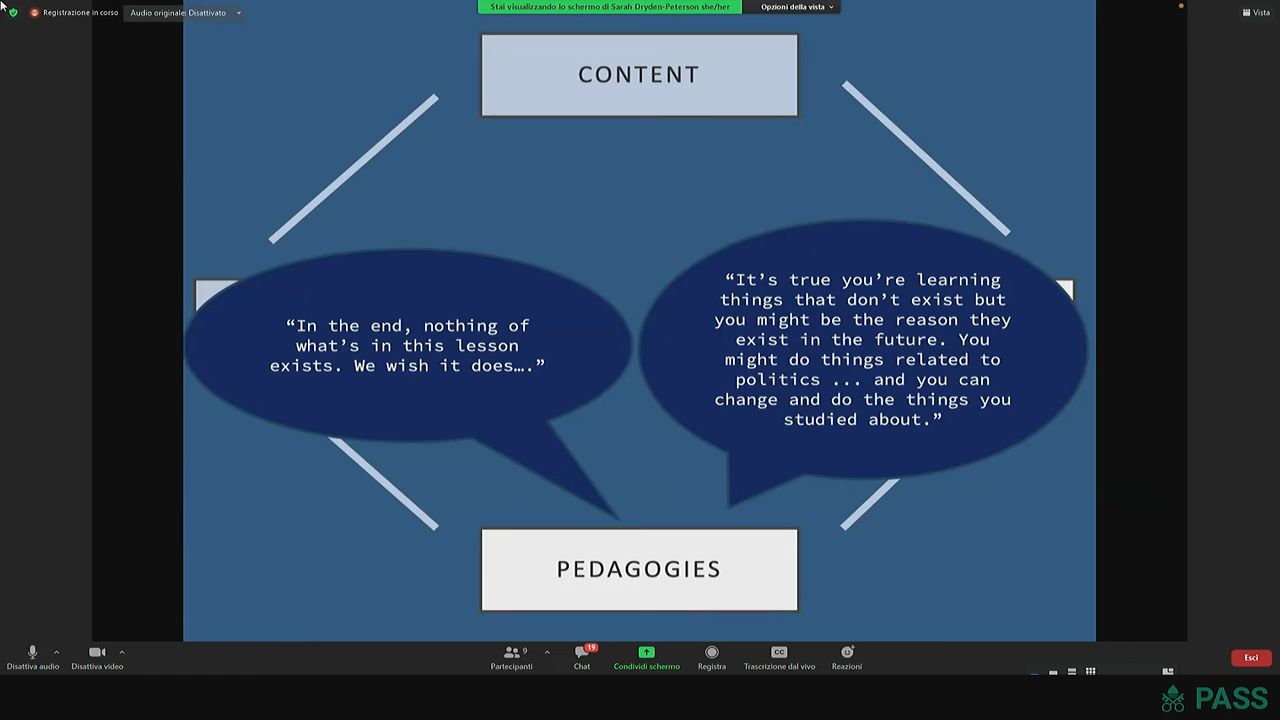 Registrazione in corso
Audio originale: Disattivato
Stai visualizzando lo schermo di Sarah Dryden-Peterson she/her
Opzioni della vista
Vista
CONTENT
“In the end, nothing of
what’s in this lesson
exists. We wish it does….”
“It’s true you’re learning
things that don’t exist but
you might be the reason they
exist in the future. You
might do things related to
politics ... and you can
change and do the things you
studied about.”
PEDAGOGIES
Disattiva audio
Disattiva video
Partecipanti
9
Chat
19
Condividi schermo
Registra
CC
Trascrizione dal vivo
Reazioni
Esci
PASS